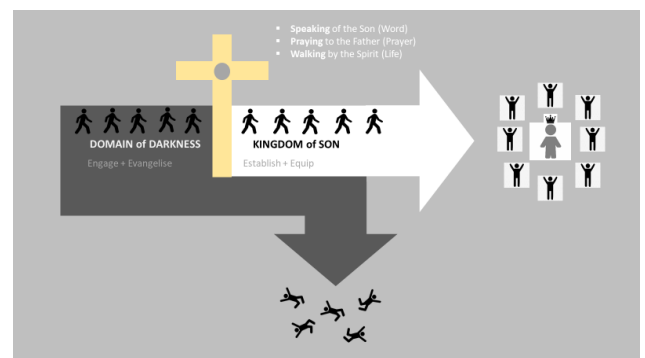 ▪ Speaking of the Son (Word)
▪ Praying to the Father (Prayer)
▪ Walking by the Spirit (Life)
DOMAIN of DARKNESS
KINGDOM of SON
Engage + Evangelise
Establish + Equip